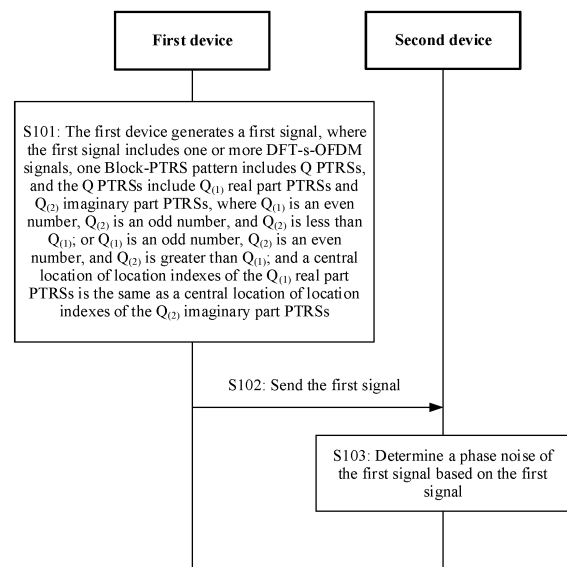 First device
Second device
S101: The first device generates a first signal, where
the first signal includes one or more DFT-s-OFDM
signals, one Block-PTRS pattern includes Q PTRSs,
and the Q PTRSs include Q₍₁₎ real part PTRSs and
Q₍₂₎ imaginary part PTRSs, where Q₍₁₎ is an even
number, Q₍₂₎ is an odd number, and Q₍₂₎ is less than
Q₍₁₎; or Q₍₁₎ is an odd number, Q₍₂₎ is an even
number, and Q₍₂₎ is greater than Q₍₁₎; and a central
location of location indexes of the Q₍₁₎ real part
PTRSs is the same as a central location of location
indexes of the Q₍₂₎ imaginary part PTRSs
S102: Send the first signal
S103: Determine a phase noise of
the first signal based on the first
signal